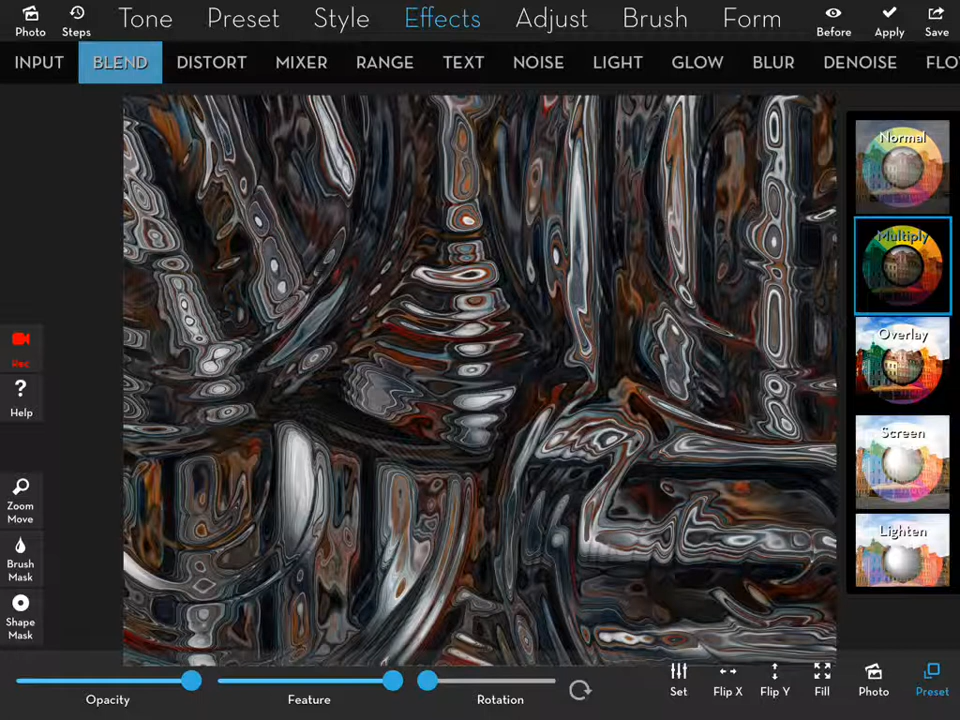 Photo
Steps
Tone
Preset
Style
Effects
Adjust
Brush
Form
Before
Apply
Save
INPUT
BLEND
DISTORT
MIXER
RANGE
TEXT
NOISE
LIGHT
GLOW
BLUR
DENOISE
FLO
Normal
Multiply
Overlay
Screen
Lighten
Rec
?
Help
Zoom
Move
Brush
Mask
Shape
Mask
Opacity
Feature
Rotation
Set
Flip X
Flip Y
Fill
Photo
Preset